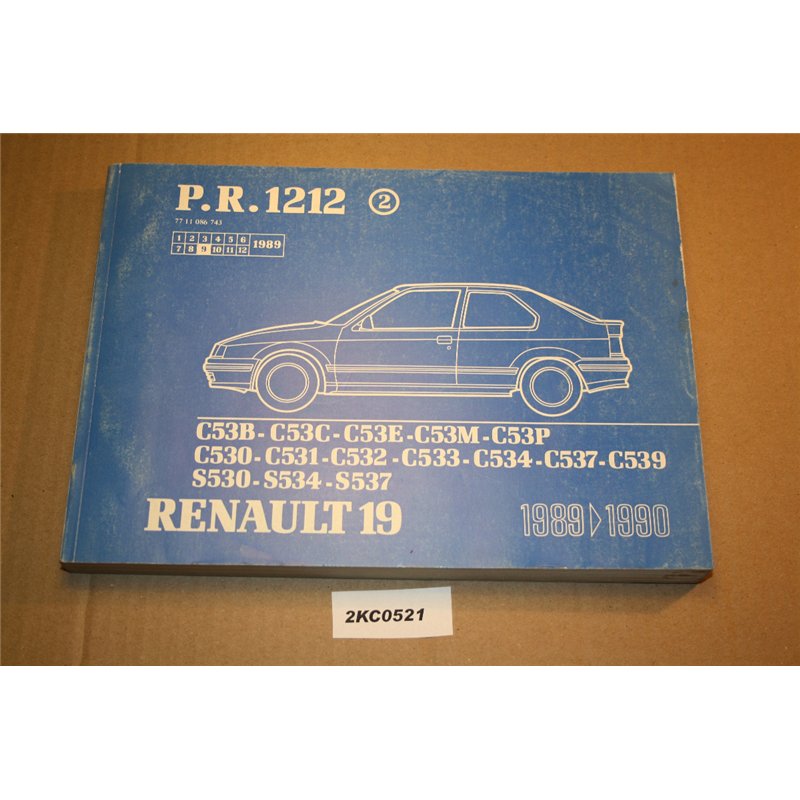 P.R.1212 2
77 11 086 743
1 2 3 4 5 6 1989
7 8 9 10 11 12
C53B-C53C-C53E-C53M-C53P
C530-C531-C532-C533-C534-C537-C539
S530-S534-S537
RENAULT 19 1989▷1990
2KC0521